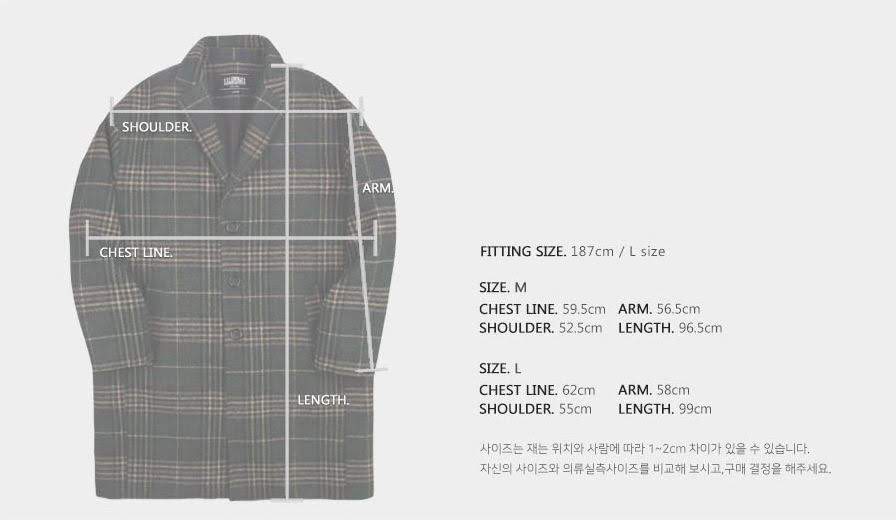 SHOULDER.
ARM.
CHEST LINE.
LENGTH.
FITTING SIZE. 187cm / L size
SIZE. M
CHEST LINE. 59.5cm ARM. 56.5cm
SHOULDER. 52.5cm LENGTH. 96.5cm
SIZE. L
CHEST LINE. 62cm ARM. 58cm
SHOULDER. 55cm LENGTH. 99cm
사이즈는 재는 위치와 사람에 따라 1~2cm 차이가 있을 수 있습니다.
자신의 사이즈와 의류실측사이즈를 비교해 보시고,구매 결정을 해주세요.